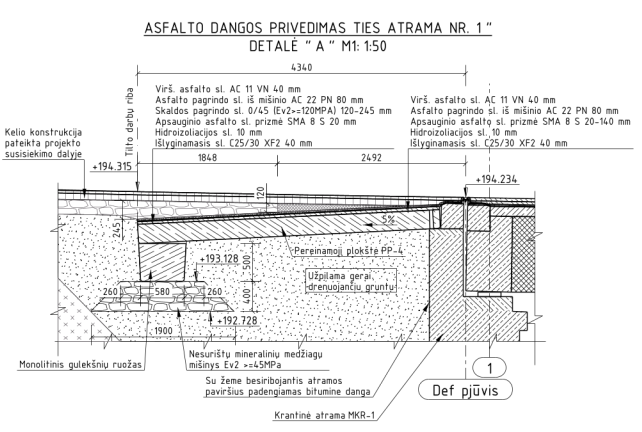 ASFALTO DANGOS PRIVEDIMAS TIES ATRAMA NR. 1 "
DETALĖ " A " M1: 1:50
4340
Tilto darbų riba
Virš. asfalto sl. AC 11 VN 40 mm
Asfalto pagrindo sl. iš mišinio AC 22 PN 80 mm
Skaldos pagrindo sl. 0/45 (Ev2>=120MPA) 120-245 mm
Apsauginio asfalto sl. prizmė SMA 8 S 20 mm
Hidroizoliacijos sl. 10 mm
Išlyginamasis sl. C25/30 XF2 40 mm
Virš. asfalto sl. AC 11 VN 40 mm
Asfalto pagrindo sl. iš mišinio AC 22 PN 80 mm
Apsauginio asfalto sl. prizmė SMA 8 S 20-140 mm
Hidroizoliacijos sl. 10 mm
Išlyginamasis sl. C25/30 XF2 40 mm
Kelio konstrukcija
pateikta projekto
susisiekimo dalyje
1848
2492
+194.315
+194.234
120
245
5%
Pereinamoji plokštė PP-4
+193.128
500
Užpilama gerai
drenuojančiu gruntu
260
580
260
400
+192.728
1900
Monolitinis gulekšnių ruožas
Nesurištų mineralinių medžiagų
mišinys Ev2 >=45MPa
Su žeme besiribojantis atramos
paviršius padengiamas bitumine danga
Krantinė atrama MKR-1
1
Def pjūvis